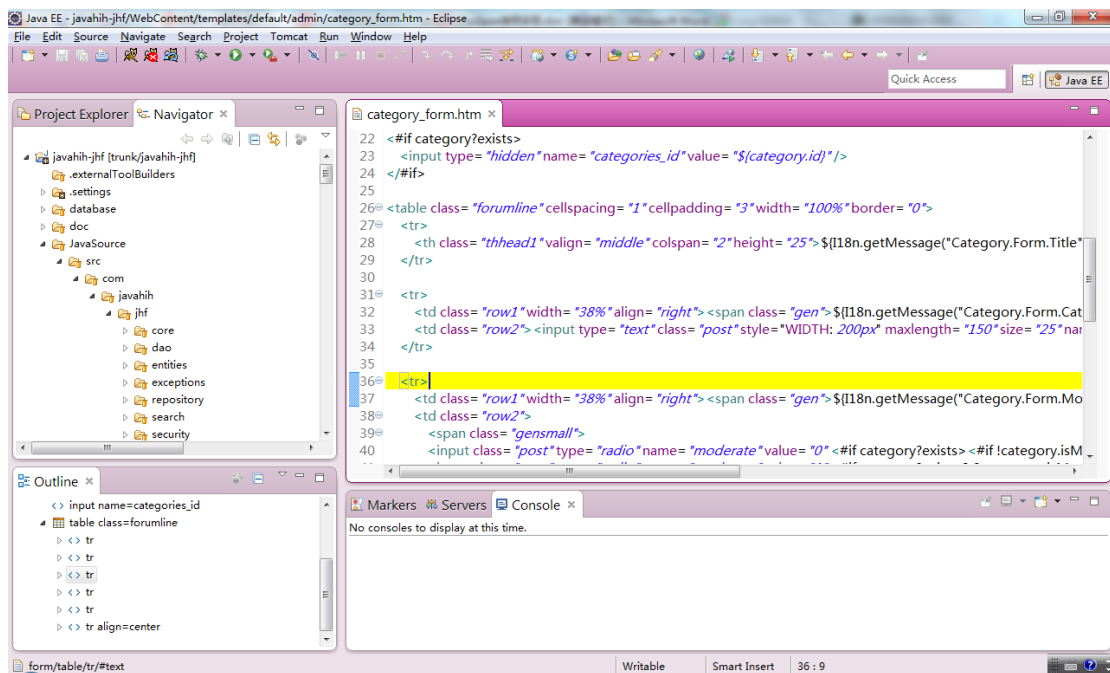 Java EE - javahih-jhf/WebContent/templates/default/admin/category_form.htm - Eclipse
File Edit Source Navigate Search Project Tomcat Run Window Help
Quick Access
Java EE
Project Explorer Navigator
javahih-jhf [trunk/javahih-jhf]
.externalToolBuilders
.settings
database
doc
JavaSource
src
com
javahih
jhf
core
dao
entities
exceptions
repository
search
security
category_form.htm
22 <#if category?exists>
23 <input type="hidden" name="categories_id" value="${category.id}" />
24 </#if>
25
26 <table class="forumline" cellspacing="1" cellpadding="3" width="100%" border="0">
27 <tr>
28 <th class="thhead1" valign="middle" colspan="2" height="25">${I18n.getMessage("Category.Form.Title"
29 </tr>
30
31 <tr>
32 <td class="row1" width="38%" align="right"><span class="gen">${I18n.getMessage("Category.Form.Cat
33 <td class="row2"><input type="text" class="post" style="WIDTH: 200px" maxlength="150" size="25" nar
34 </tr>
35
36 <tr>
37 <td class="row1" width="38%" align="right"><span class="gen">${I18n.getMessage("Category.Form.Mo
38 <td class="row2">
39 <span class="gensmall">
40 <input class="post" type="radio" name="moderate" value="0" <#if category?exists><#if !category.isM
Outline
input name=categories_id
table class=forumline
tr
tr
tr
tr
tr
tr align=center
Markers Servers Console
No consoles to display at this time.
form/table/tr/#text
Writable
Smart Insert
36 : 9